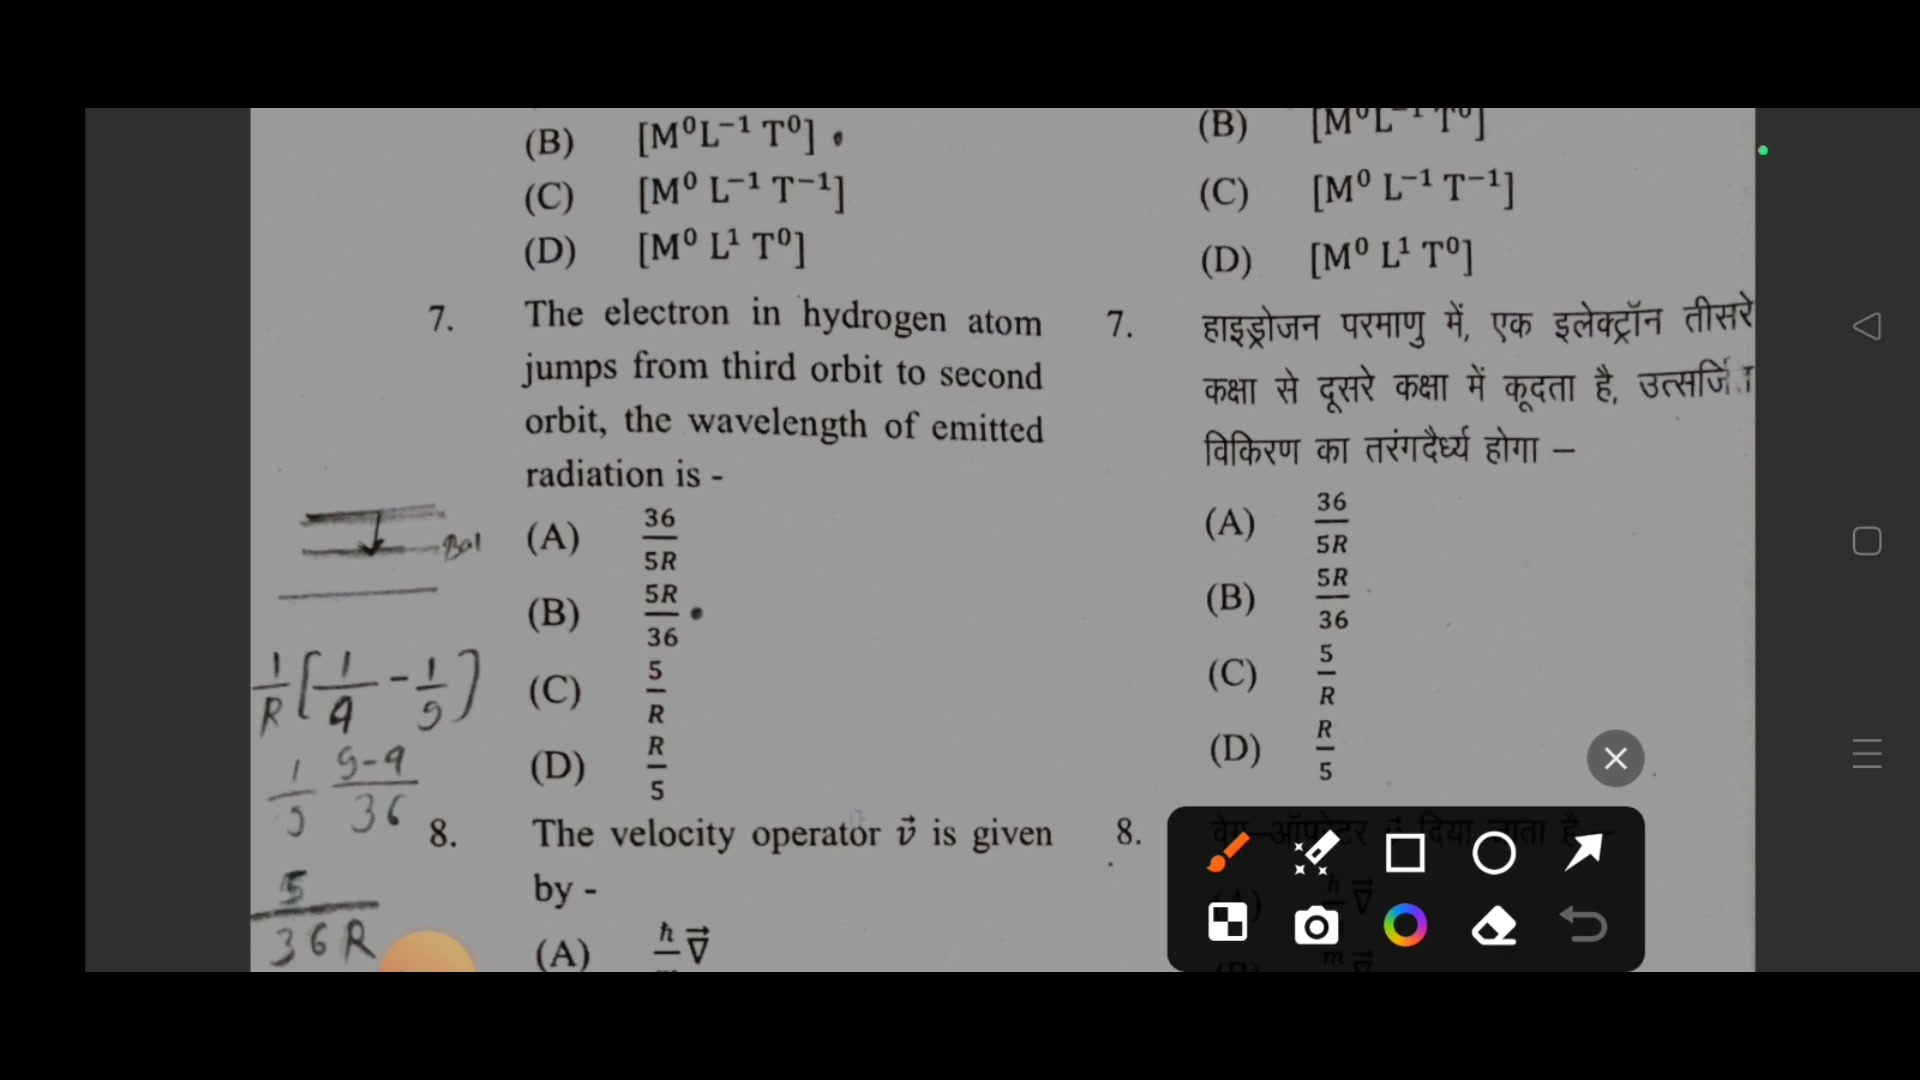 (B) [M⁰L⁻¹ T⁰]
(C) [M⁰ L⁻¹ T⁻¹]
(D) [M⁰ L¹ T⁰]
7. The electron in hydrogen atom
jumps from third orbit to second
orbit, the wavelength of emitted
radiation is -
(A) 36/5R
(B) 5R/36
(C) 5/R
(D) R/5
8. The velocity operator v⃗ is given
by -
(A) ħ ∇⃗
Bal
1/R [1/4 - 1/9]
9-4/36
5/36R
(B) [M⁰L⁻¹ T⁰]
(C) [M⁰ L⁻¹ T⁻¹]
(D) [M⁰ L¹ T⁰]
7. हाइड्रोजन परमाणु में, एक इलेक्ट्रॉन तीसरे
कक्षा से दूसरे कक्षा में कूदता है,
विकिरण का तरंगदैर्ध्य होगा –
(A) 36/5R
(B) 5R/36
(C) 5/R
(D) R/5
8.